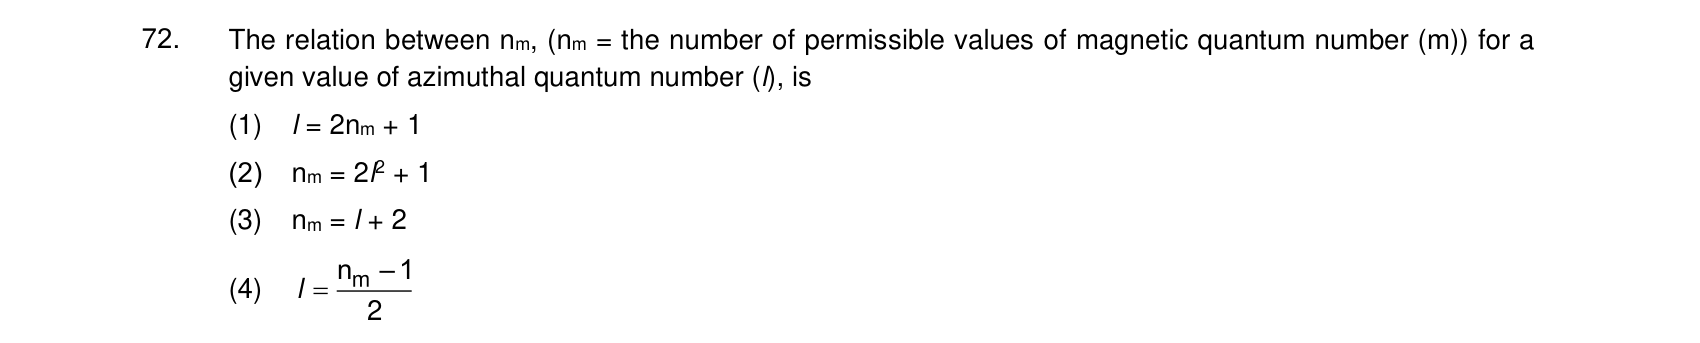 72. The relation between nm, (nm = the number of permissible values of magnetic quantum number (m)) for a
given value of azimuthal quantum number (l), is
(1) l = 2nm + 1
(2) nm = 2l² + 1
(3) nm = l + 2
(4) l = (nm – 1)/2